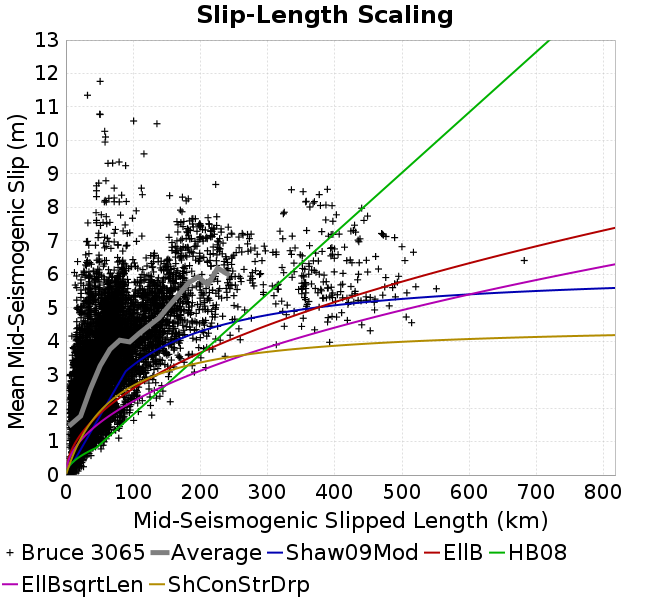 Slip-Length Scaling
Mean Mid-Seismogenic Slip (m)
13
12
11
10
9
8
7
6
5
4
3
2
1
0
0 100 200 300 400 500 600 700 800
Mid-Seismogenic Slipped Length (km)
Bruce 3065 Average Shaw09Mod EllB HB08
EllBsqrtLen ShConStrDrp